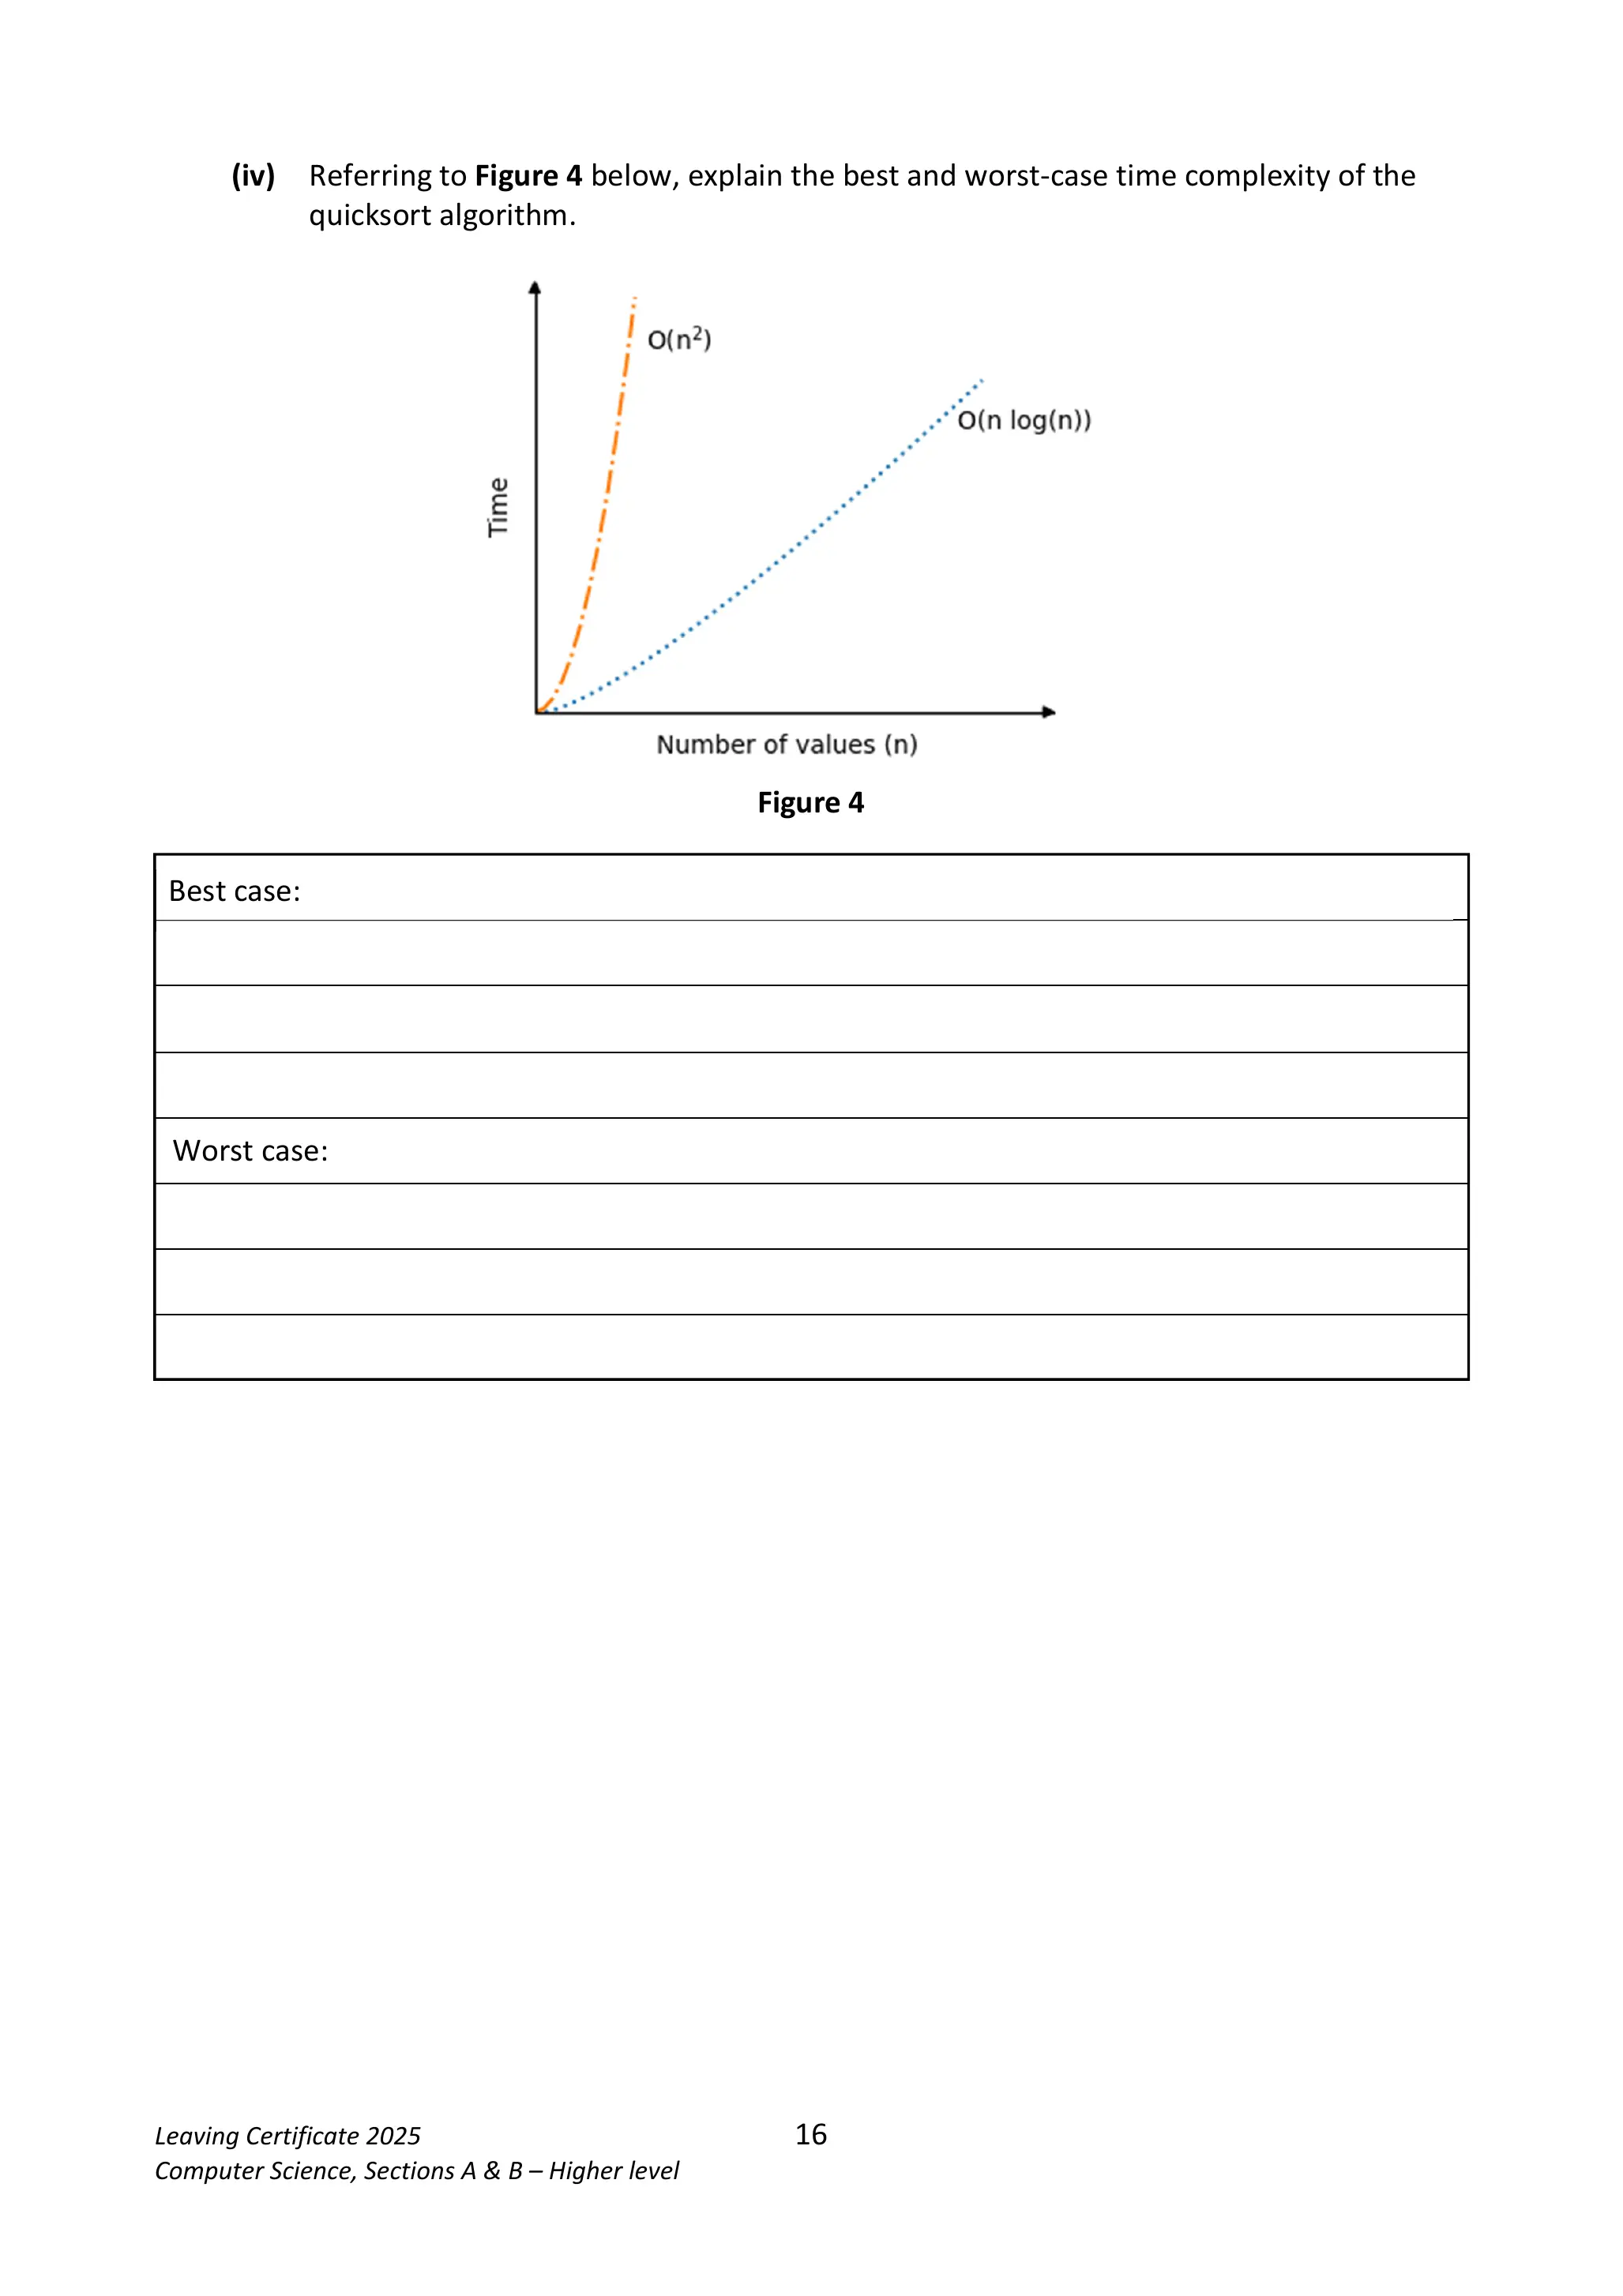 (iv) Referring to Figure 4 below, explain the best and worst-case time complexity of the
quicksort algorithm.
O(n²)
O(n log(n))
Time
Number of values (n)
Figure 4
Best case:
Worst case:
Leaving Certificate 2025
16
Computer Science, Sections A & B – Higher level